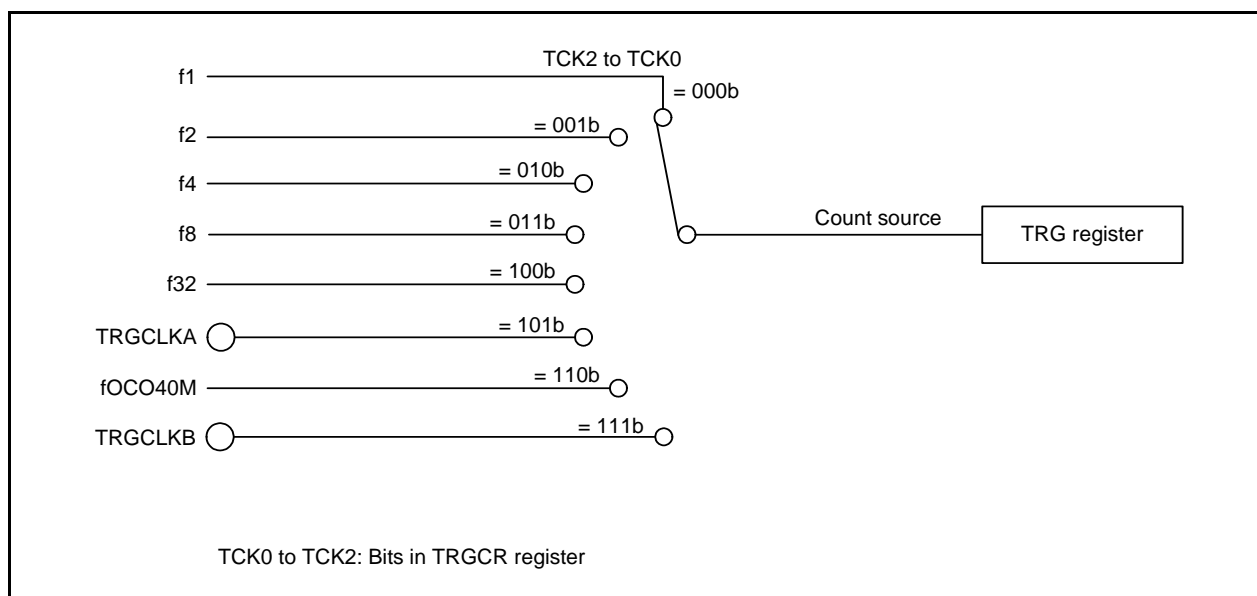 TCK2 to TCK0
f1
= 000b
f2
= 001b
f4
= 010b
f8
= 011b
Count source
TRG register
f32
= 100b
TRGCLKA
= 101b
fOCO40M
= 110b
TRGCLKB
= 111b
TCK0 to TCK2: Bits in TRGCR register